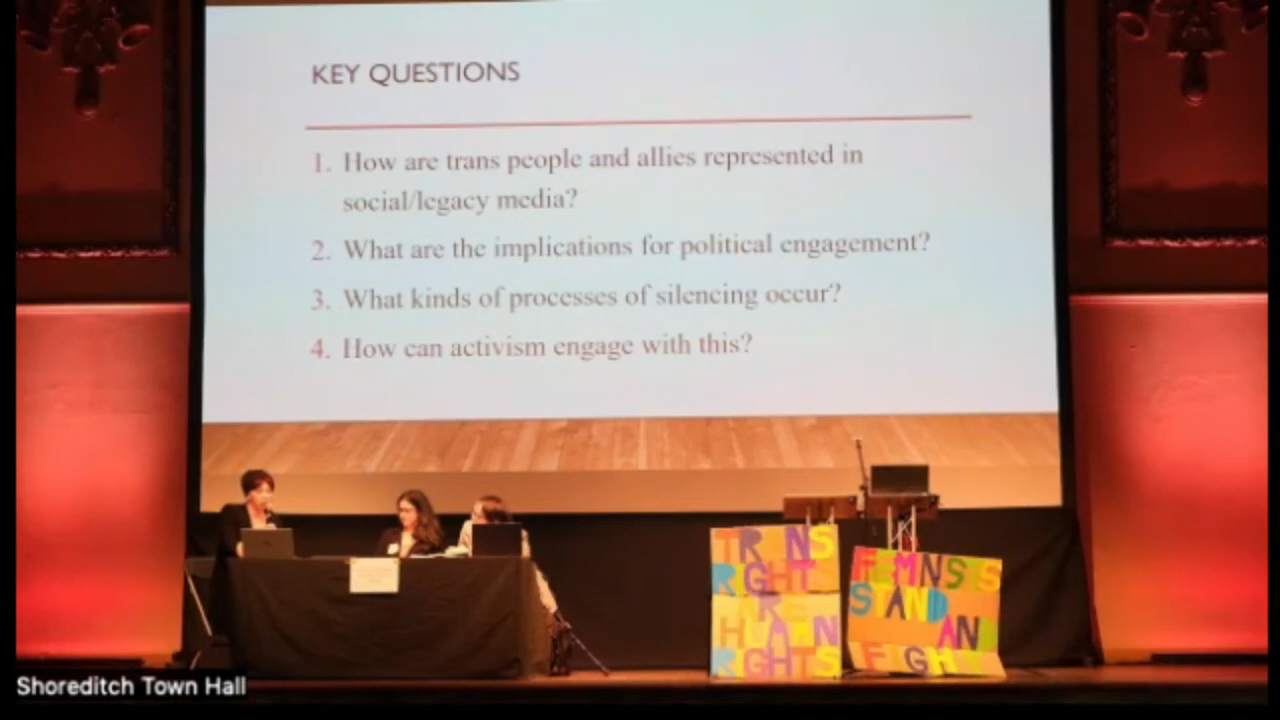 KEY QUESTIONS
1. How are trans people and allies represented in
social/legacy media?
2. What are the implications for political engagement?
3. What kinds of processes of silencing occur?
4. How can activism engage with this?
TRANS
RIGHTS
ARE
HUMAN
RIGHTS
FEMINISTS
STAND
AN
FIGHT
Shoreditch Town Hall